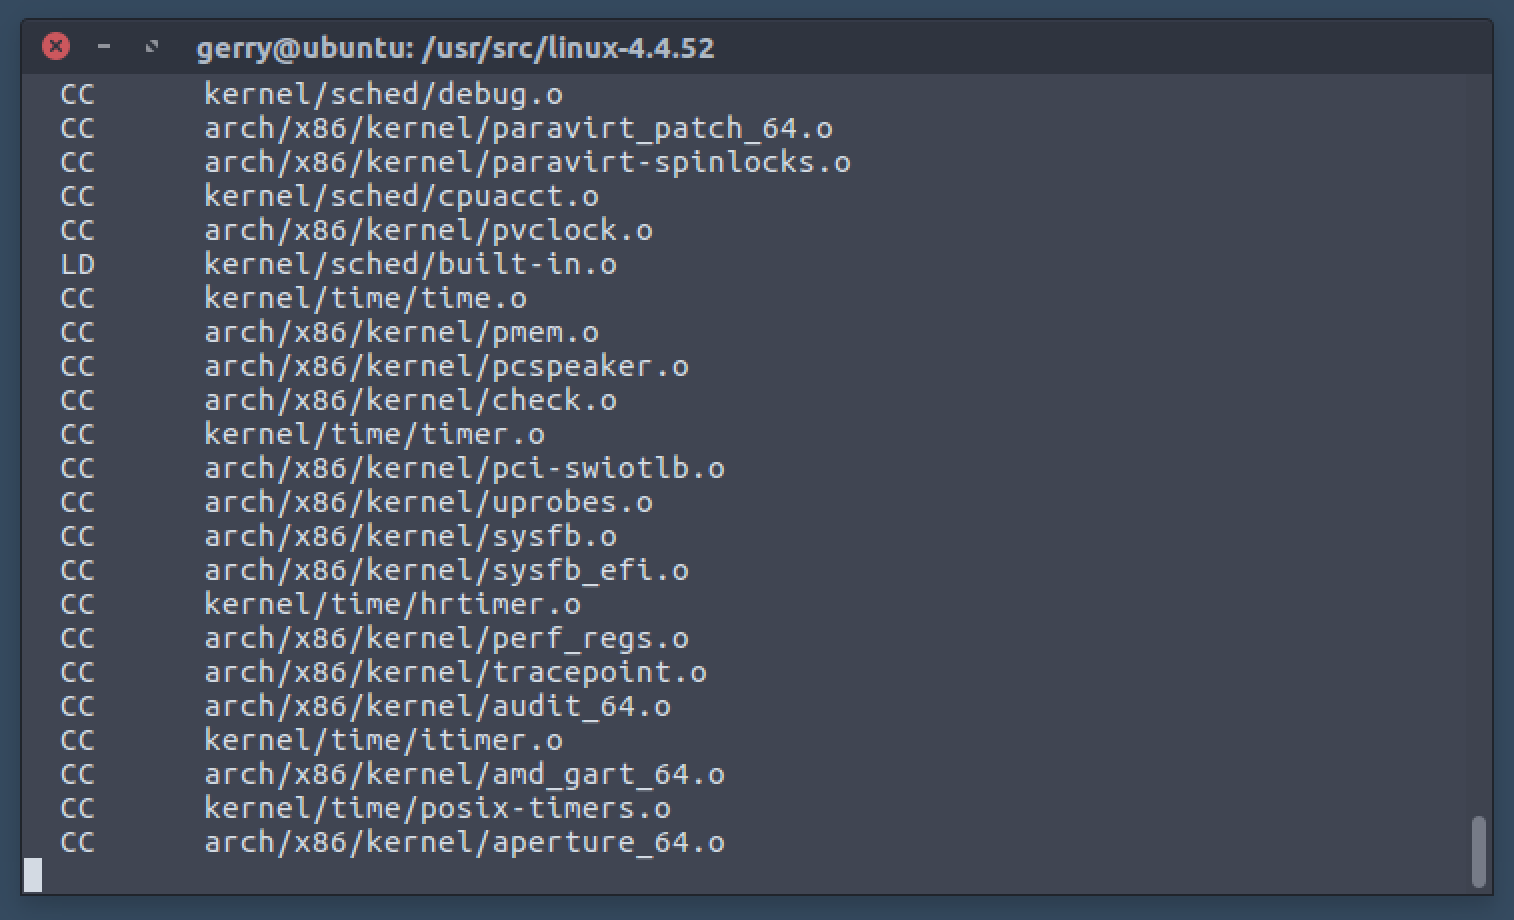 gerry@ubuntu: /usr/src/linux-4.4.52
CC kernel/sched/debug.o
CC arch/x86/kernel/paravirt_patch_64.o
CC arch/x86/kernel/paravirt-spinlocks.o
CC kernel/sched/cpuacct.o
CC arch/x86/kernel/pvclock.o
LD kernel/sched/built-in.o
CC kernel/time/time.o
CC arch/x86/kernel/pmem.o
CC arch/x86/kernel/pcspeaker.o
CC arch/x86/kernel/check.o
CC kernel/time/timer.o
CC arch/x86/kernel/pci-swiotlb.o
CC arch/x86/kernel/uprobes.o
CC arch/x86/kernel/sysfb.o
CC arch/x86/kernel/sysfb_efi.o
CC kernel/time/hrtimer.o
CC arch/x86/kernel/perf_regs.o
CC arch/x86/kernel/tracepoint.o
CC arch/x86/kernel/audit_64.o
CC kernel/time/itimer.o
CC arch/x86/kernel/amd_gart_64.o
CC kernel/time/posix-timers.o
CC arch/x86/kernel/aperture_64.o